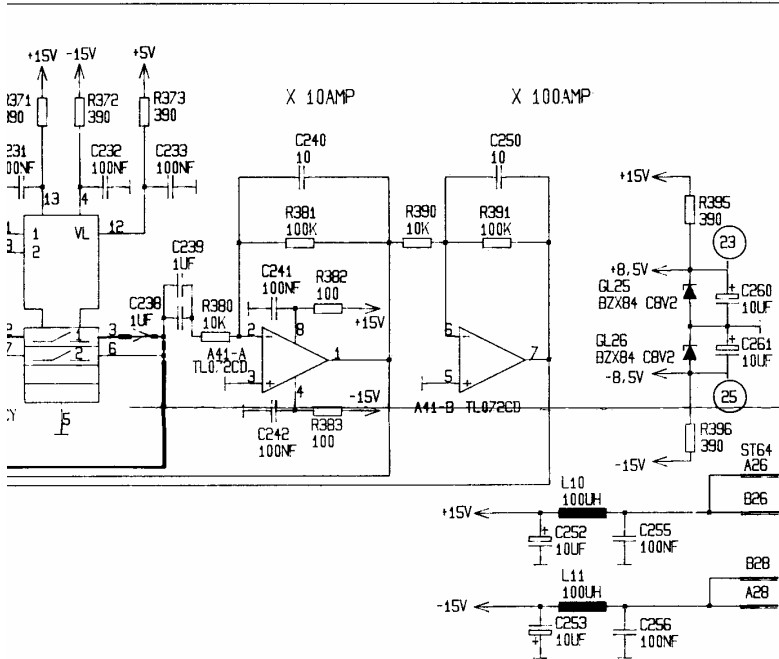 X 10AMP
X 100AMP
+15V
-15V
+5V
R371
390
R372
390
R373
390
C231
100NF
C232
100NF
C233
100NF
13
4
12
1
2
VL
C239
1UF
C238
1UF
R380
10K
3
6
1
2
5
C240
10
R381
100K
C241
100NF
R382
100
+15V
2
8
1
3
4
A41-A
TL072CD
-15V
C242
100NF
R383
100
R390
10K
C250
10
R391
100K
6
5
7
A41-B TL072CD
+15V
R395
390
23
+8,5V
GL25
BZX84 C8V2
C260
10UF
GL26
BZX84 C8V2
C261
10UF
-8,5V
25
R396
390
-15V
ST64
A26
B26
L10
100UH
+15V
C252
10UF
C255
100NF
B28
A28
L11
100UH
-15V
C253
10UF
C256
100NF